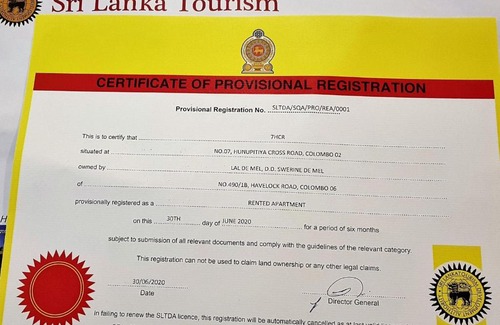 Sri Lanka Tourism
CERTIFICATE OF PROVISIONAL REGISTRATION
Provisional Registration No. SLTDA/SQA/PRO/REA/0001
This is to certify that 7HCR
situated at NO.07, HUNUPITIYA CROSS ROAD, COLOMBO 02
owned by LAL DE MEL, D.D. SWERINE DE MEL
of NO.490/1B, HAVELOCK ROAD, COLOMBO 06
provisionally registered as a RENTED APARTMENT
on this 30TH day of JUNE 2020 for a period of six months
subject to submission of all relevant documents and comply with the guidelines of the relevant category.
This registration can not be used to claim land ownership or any other legal claims.
30/06/2020
Date
Director General
In failing to renew the SLTDA licence, this registration will be automatically cancelled as at last